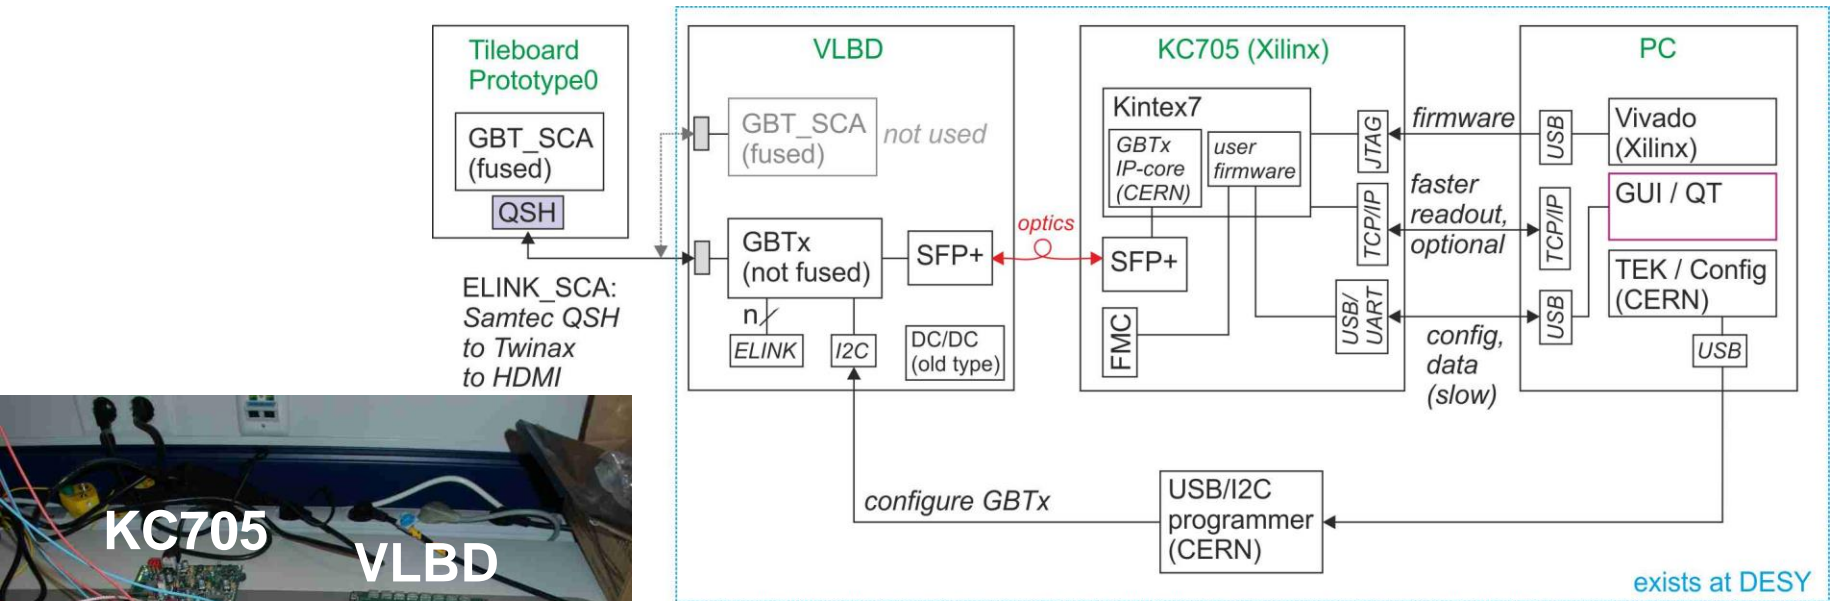 Tileboard
Prototype0
GBT_SCA
(fused)
QSH
ELINK_SCA:
Samtec QSH
to Twinax
to HDMI
VLBD
GBT_SCA
(fused)
not used
GBTx
(not fused)
SFP+
n
ELINK
I2C
DC/DC
(old type)
optics
KC705 (Xilinx)
Kintex7
GBTx
IP-core
(CERN)
user
firmware
SFP+
FMC
JTAG
TCP/IP
USB/
UART
firmware
faster
readout,
optional
config,
data
(slow)
PC
USB
Vivado
(Xilinx)
TCP/IP
GUI / QT
USB
TEK / Config
(CERN)
USB
configure GBTx
USB/I2C
programmer
(CERN)
exists at DESY
KC705
VLBD